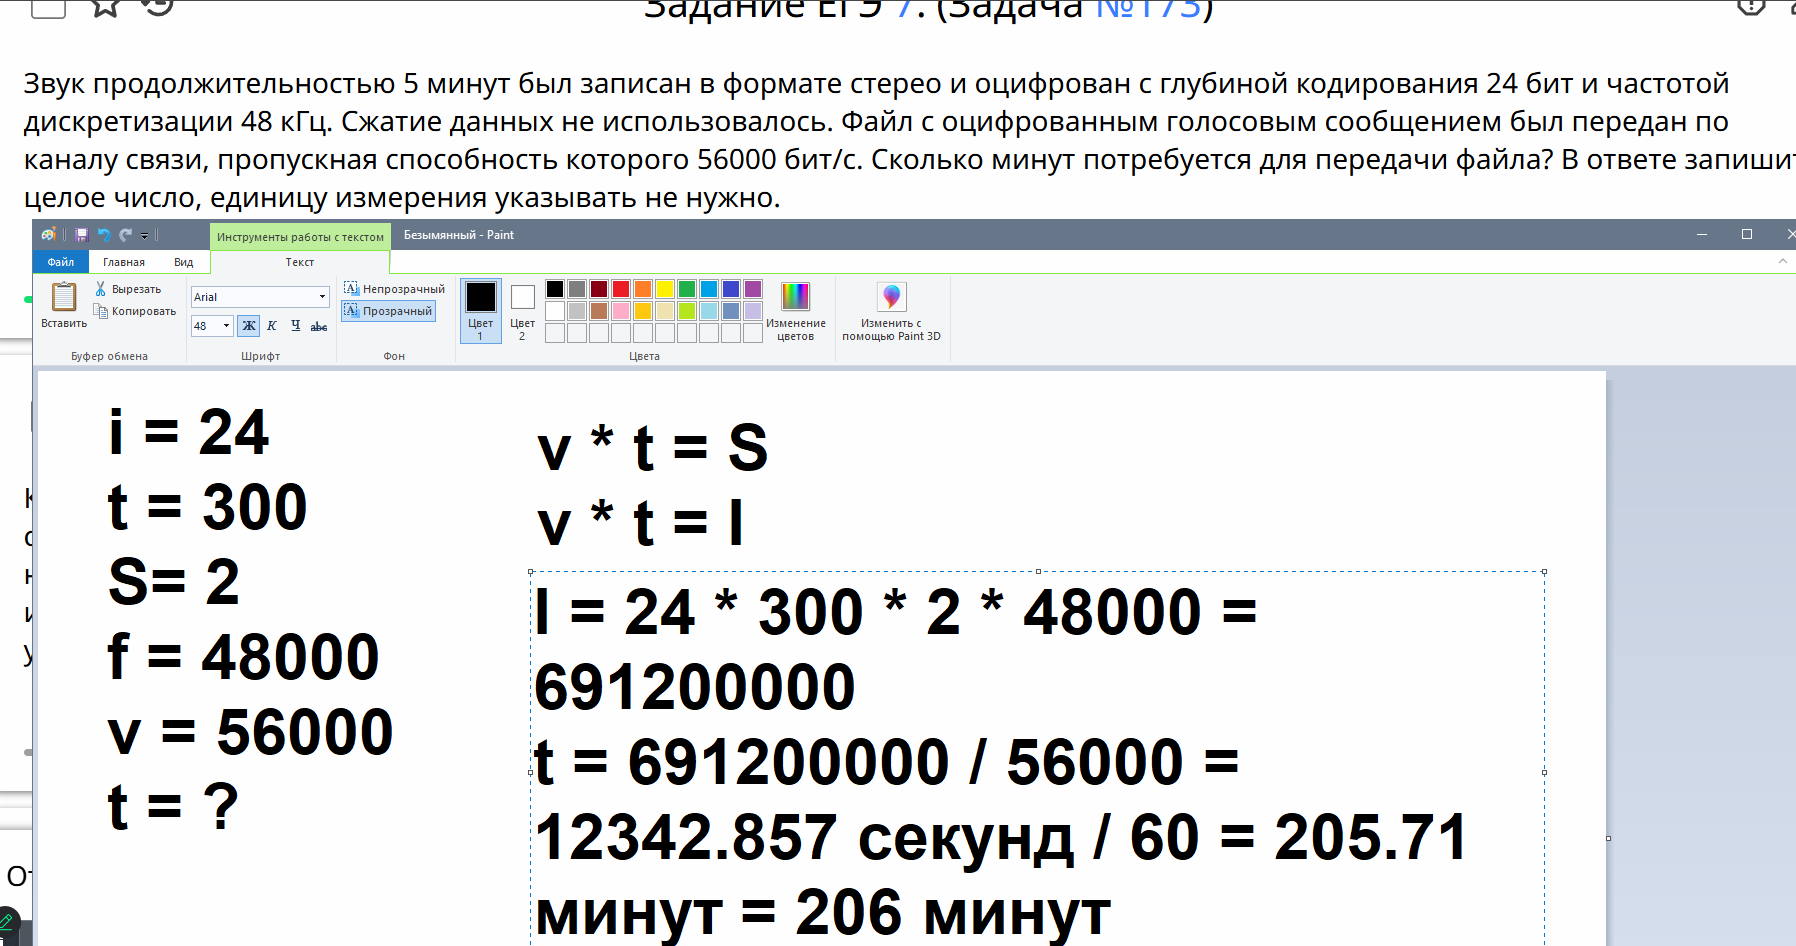 Задание ЕГЭ 7. (Задача №173)
Звук продолжительностью 5 минут был записан в формате стерео и оцифрован с глубиной кодирования 24 бит и частотой
дискретизации 48 кГц. Сжатие данных не использовалось. Файл с оцифрованным голосовым сообщением был передан по
каналу связи, пропускная способность которого 56000 бит/с. Сколько минут потребуется для передачи файла? В ответе запишит
целое число, единицу измерения указывать не нужно.
Инструменты работы с текстом
Безымянный - Paint
Файл
Главная
Вид
Текст
Вставить
Вырезать
Копировать
Буфер обмена
Arial
48
Ж К Ч abc
Шрифт
Непрозрачный
Прозрачный
Фон
Цвет
1
Цвет
2
Изменение
цветов
Цвета
Изменить с
помощью Paint 3D
i = 24
t = 300
S= 2
f = 48000
v = 56000
t = ?
v * t = S
v * t = I
I = 24 * 300 * 2 * 48000 =
691200000
t = 691200000 / 56000 =
12342.857 секунд / 60 = 205.71
минут = 206 минут